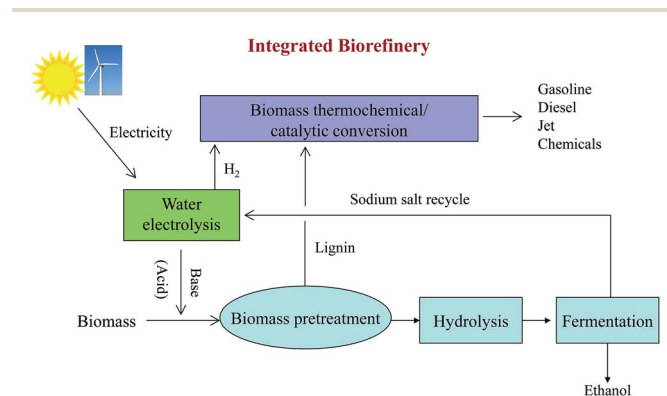 Integrated Biorefinery
Gasoline
Diesel
Jet
Chemicals
Biomass thermochemical/
catalytic conversion
Electricity
H2
Sodium salt recycle
Water
electrolysis
Lignin
(Acid)
Base
Biomass
Biomass pretreatment
Hydrolysis
Fermentation
Ethanol